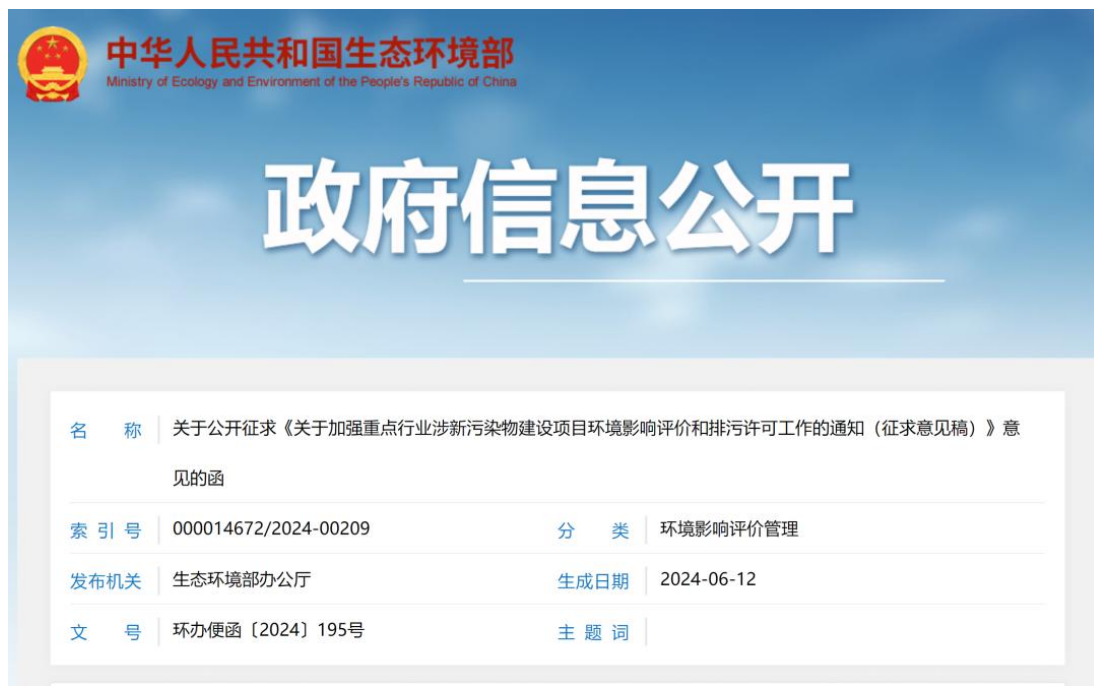 中华人民共和国生态环境部
Ministry of Ecology and Environment of the People's Republic of China
政府信息公开
名 称 关于公开征求《关于加强重点行业涉新污染物建设项目环境影响评价和排污许可工作的通知（征求意见稿）》意
见的函
索引号 000014672/2024-00209 分 类 环境影响评价管理
发布机关 生态环境部办公厅 生成日期 2024-06-12
文 号 环办便函〔2024〕195号 主题词